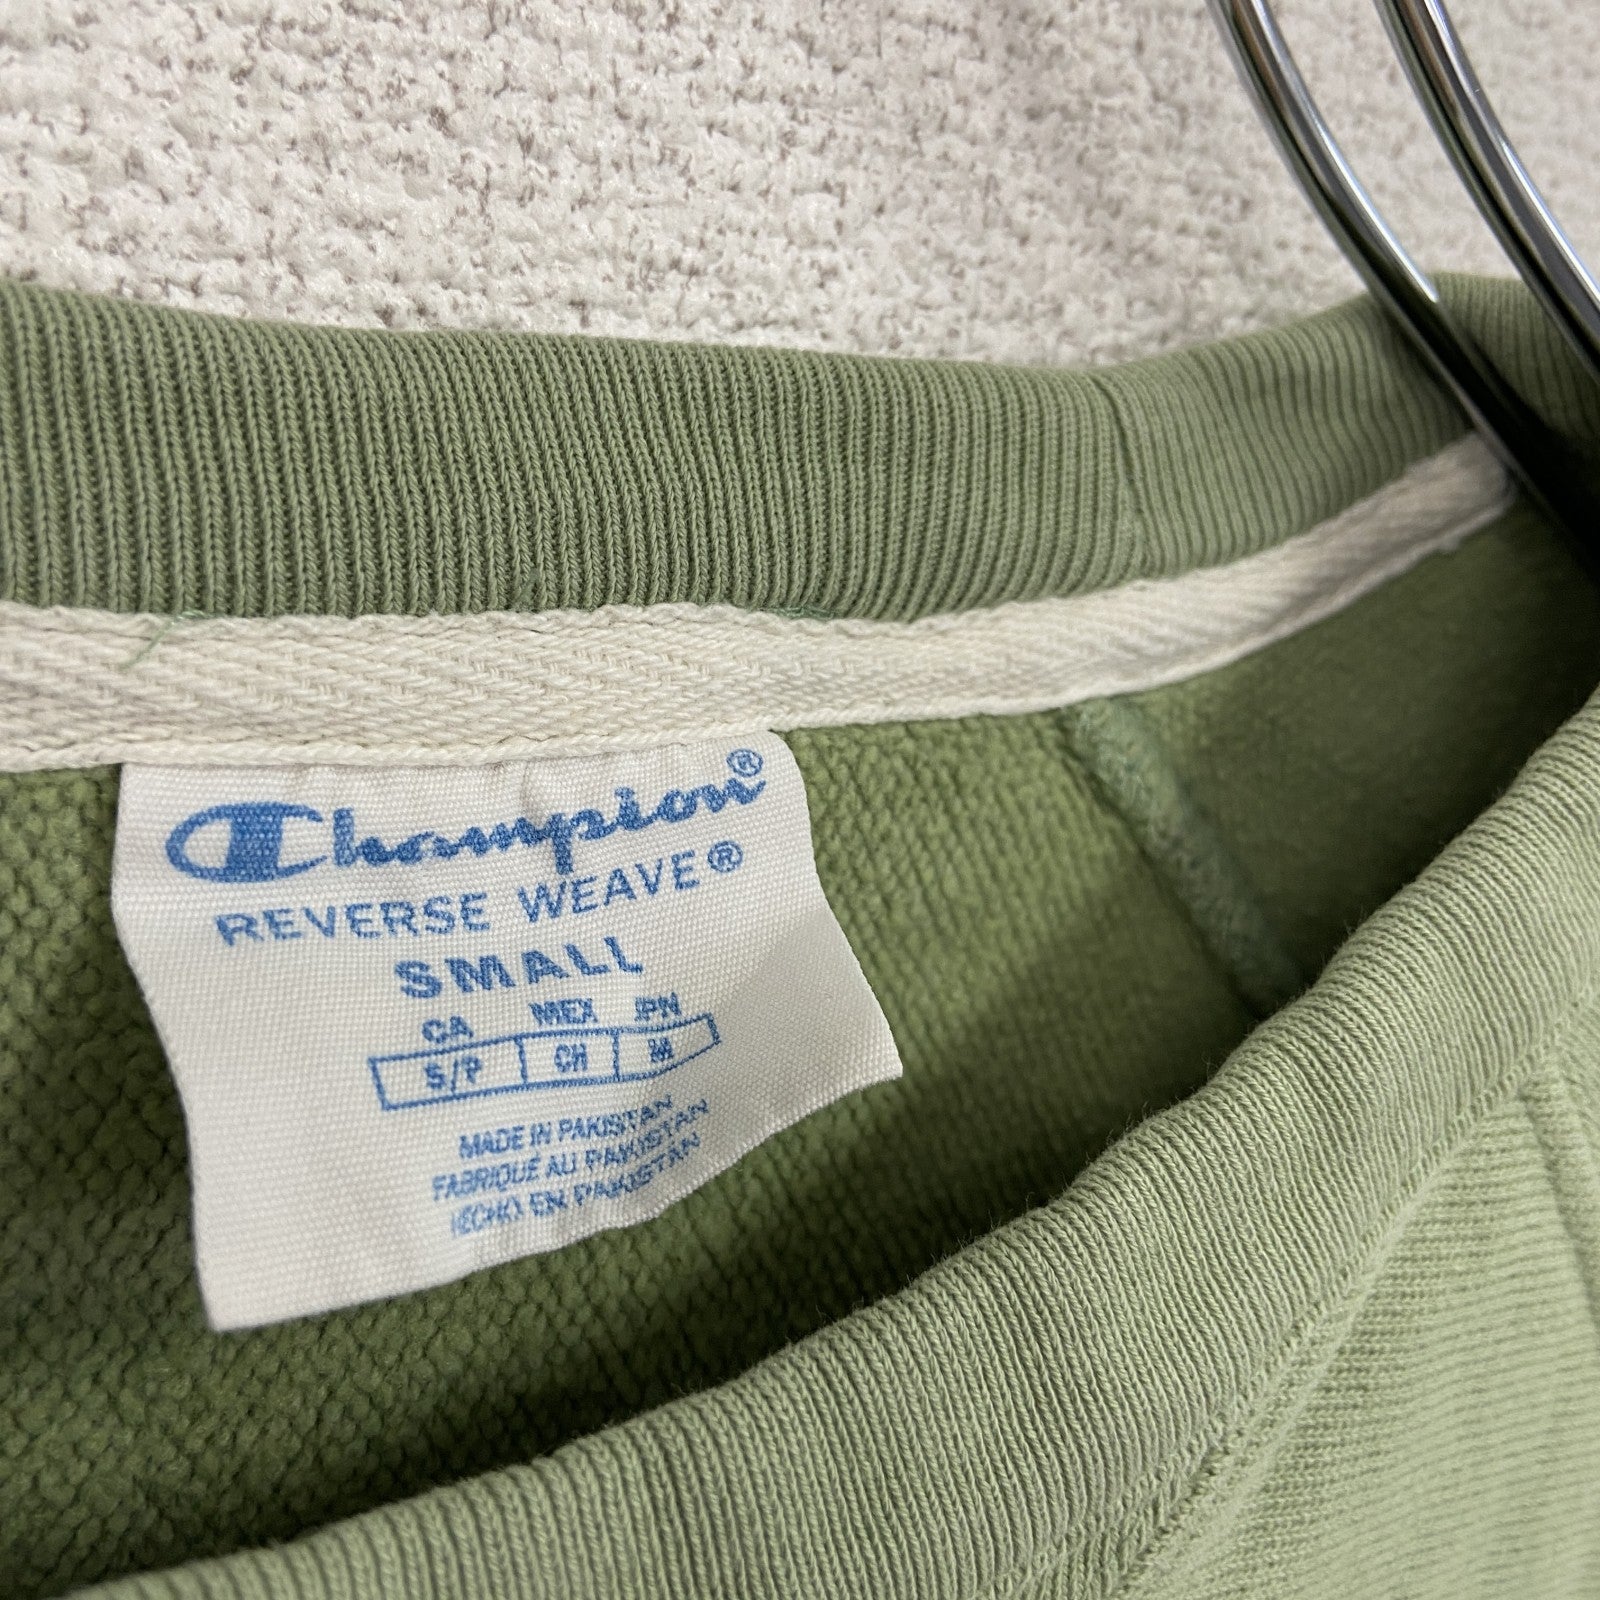 Champion®
REVERSE WEAVE®
SMALL
CA MEX JPN
S/P CH M
MADE IN PAKISTAN
FABRIQUÉ AU PAKISTAN
HECHO EN PAKISTAN